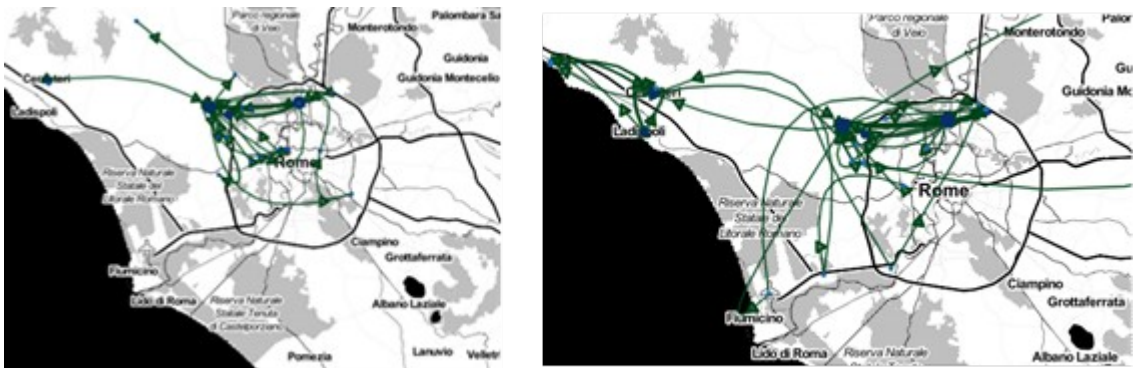 Parco regionale
di Veio
Palombara Sa
Monterotondo
Guidonia
Guidonia Montecelio
Ladispoli
Rome
Riserva Naturale
Statale del
Litorale Romano
Ciampino
Grottaferrata
Fiumicino
Lido di Roma
Riserva Naturale
Statale Tenuta
di Castelporziano
Albano Laziale
Pomezia
Lanuvio
Velletr
Parco regionale
di Veio
Palor
Monterotondo
Gu
Guidonia Mo
Ladispoli
Rome
Riserva Naturale
Statale del
Litorale Romano
Ciampino
Grottaferrata
Fiumicino
Lido di Roma
Riserva Naturale
Albano Laziale